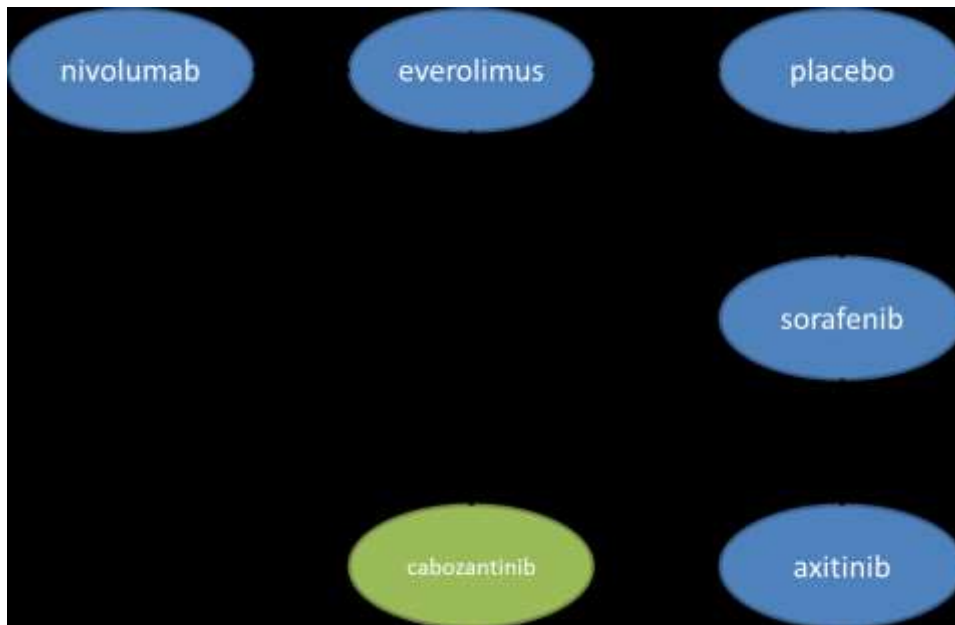 nivolumab
everolimus
placebo
sorafenib
cabozantinib
axitinib